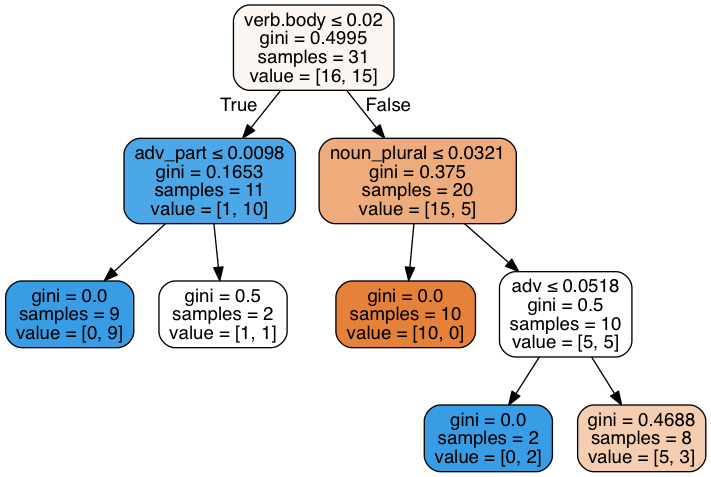 verb.body ≤ 0.02
gini = 0.4995
samples = 31
value = [16, 15]
True
False
adv_part ≤ 0.0098
gini = 0.1653
samples = 11
value = [1, 10]
noun_plural ≤ 0.0321
gini = 0.375
samples = 20
value = [15, 5]
gini = 0.0
samples = 9
value = [0, 9]
gini = 0.5
samples = 2
value = [1, 1]
gini = 0.0
samples = 10
value = [10, 0]
adv ≤ 0.0518
gini = 0.5
samples = 10
value = [5, 5]
gini = 0.0
samples = 2
value = [0, 2]
gini = 0.4688
samples = 8
value = [5, 3]